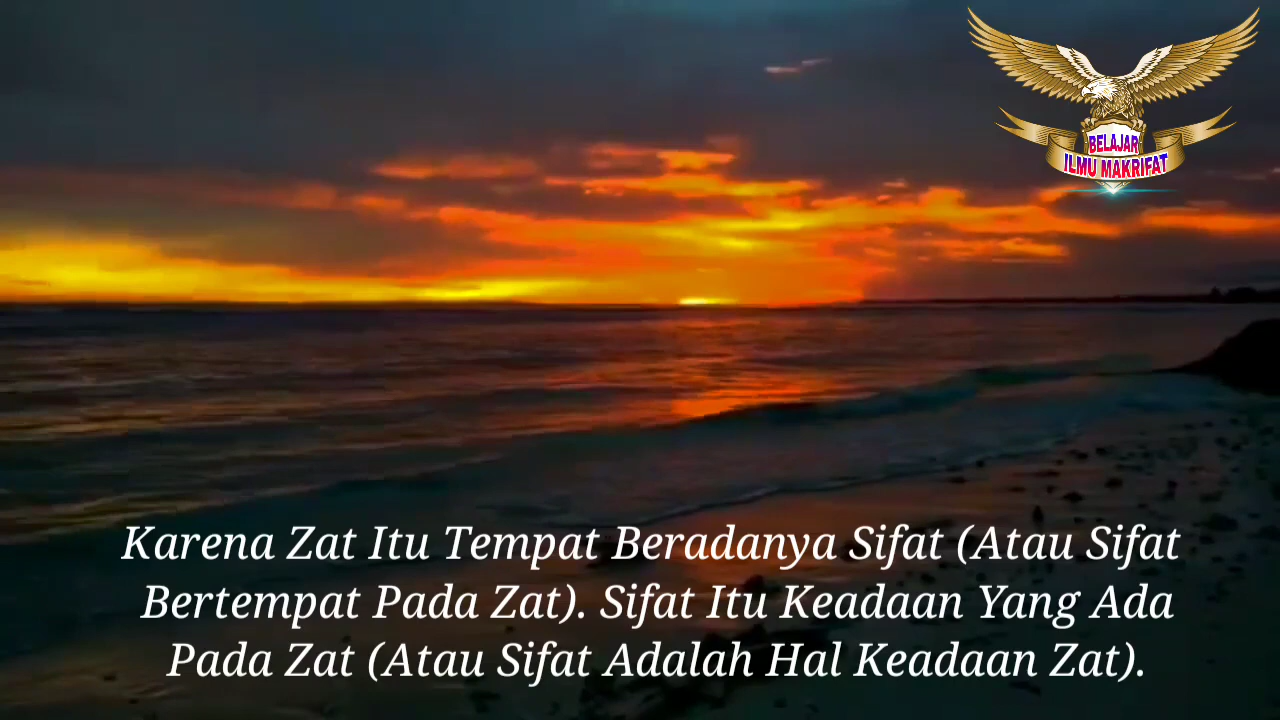 BELAJAR
ILMU MAKRIFAT
Karena Zat Itu Tempat Beradanya Sifat (Atau Sifat
Bertempat Pada Zat). Sifat Itu Keadaan Yang Ada
Pada Zat (Atau Sifat Adalah Hal Keadaan Zat).